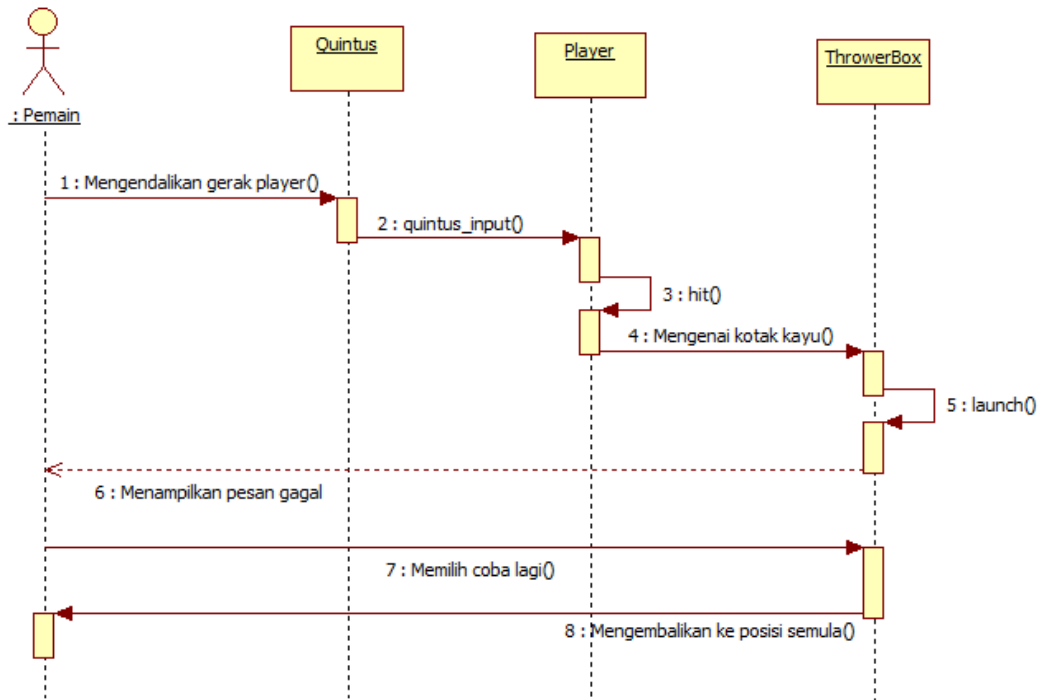 Quintus
Player
ThrowerBox
: Pemain
1 : Mengendalikan gerak player()
2 : quintus_input()
3 : hit()
4 : Mengenai kotak kayu()
5 : launch()
6 : Menampilkan pesan gagal
7 : Memilih coba lagi()
8 : Mengembalikan ke posisi semula()